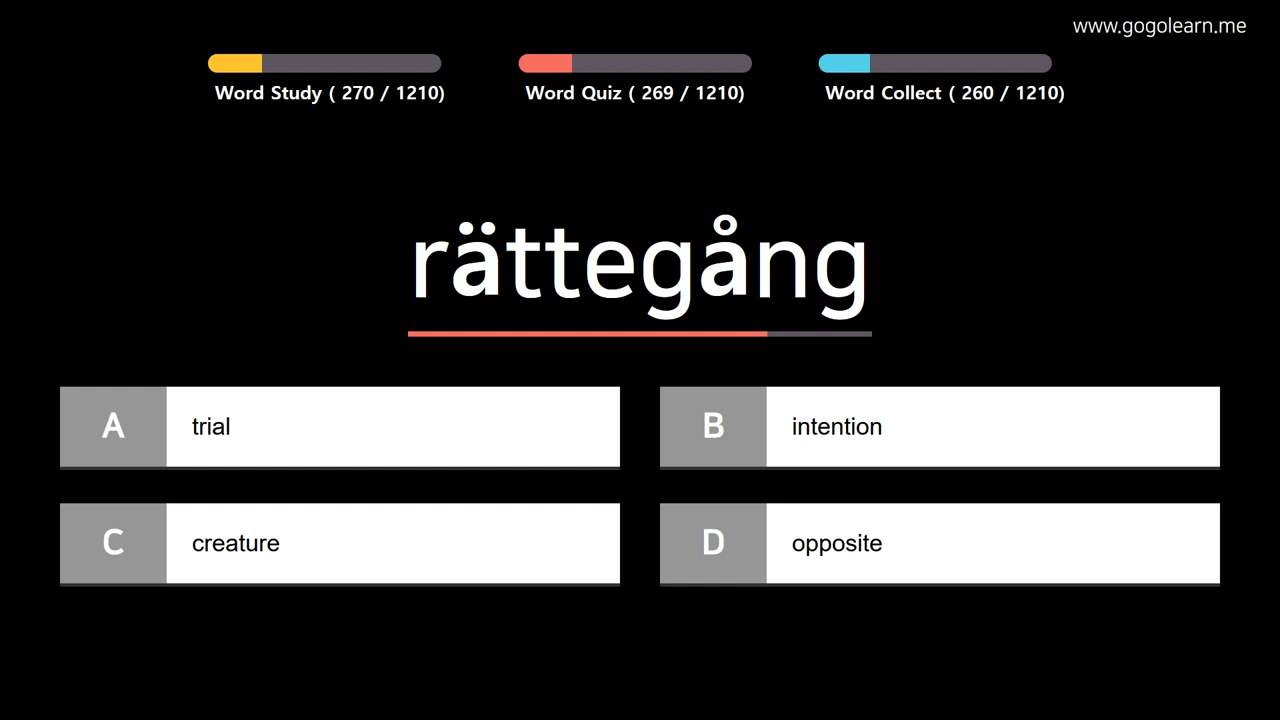 www.gogolearn.me
Word Study ( 270 / 1210)
Word Quiz ( 269 / 1210)
Word Collect ( 260 / 1210)
rättegång
A trial
B intention
C creature
D opposite